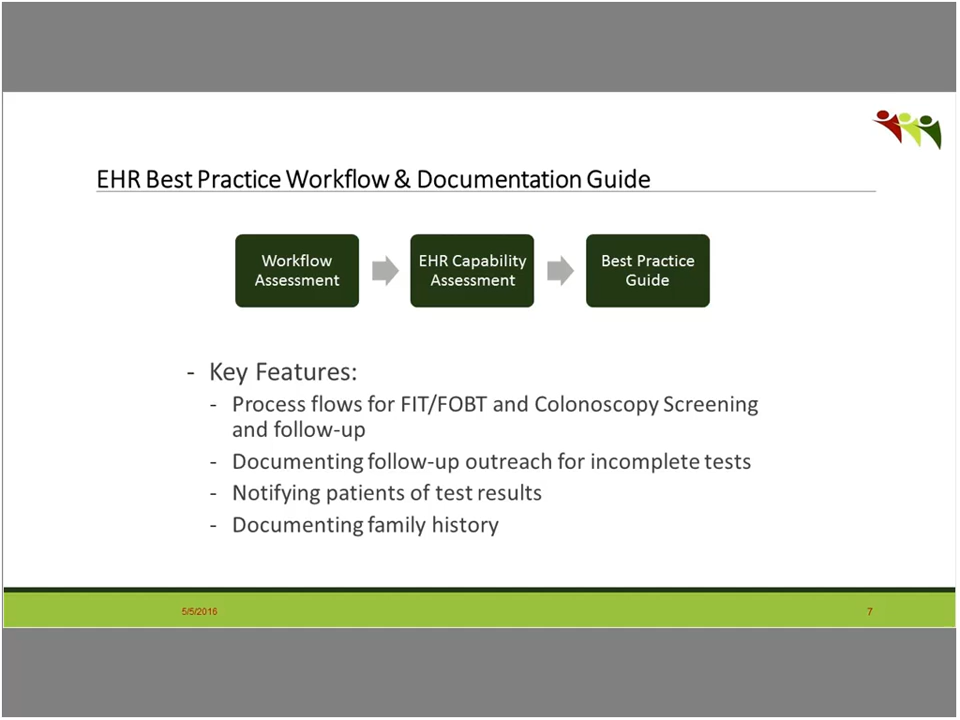 EHR Best Practice Workflow & Documentation Guide
Workflow
Assessment
EHR Capability
Assessment
Best Practice
Guide
- Key Features:
- Process flows for FIT/FOBT and Colonoscopy Screening
and follow-up
- Documenting follow-up outreach for incomplete tests
- Notifying patients of test results
- Documenting family history
5/5/2016
7